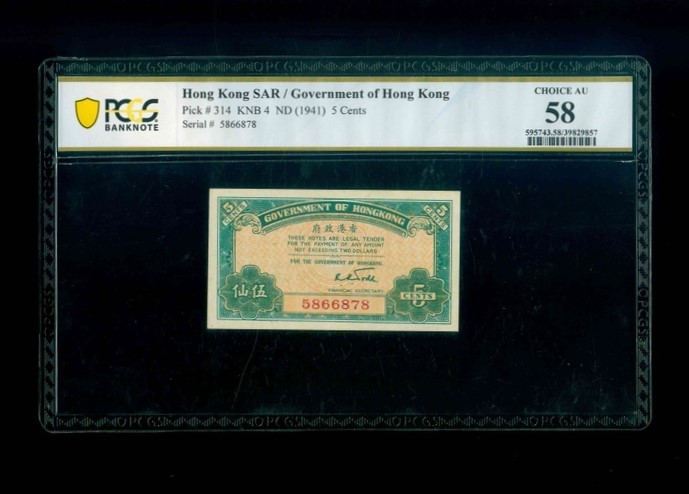 Hong Kong SAR / Government of Hong Kong
Pick # 314 KNB 4 ND (1941) 5 Cents
Serial # 5866878
PCGS
BANKNOTE
CHOICE AU
58
595743.58/39829857
5 CENTS
5 CENTS
GOVERNMENT OF HONGKONG
府政港香
THESE NOTES ARE LEGAL TENDER
FOR THE PAYMENT OF ANY AMOUNT
NOT EXCEEDING TWO DOLLARS
FOR THE GOVERNMENT OF HONGKONG.
FINANCIAL SECRETARY
仙伍
5866878
5
CENTS